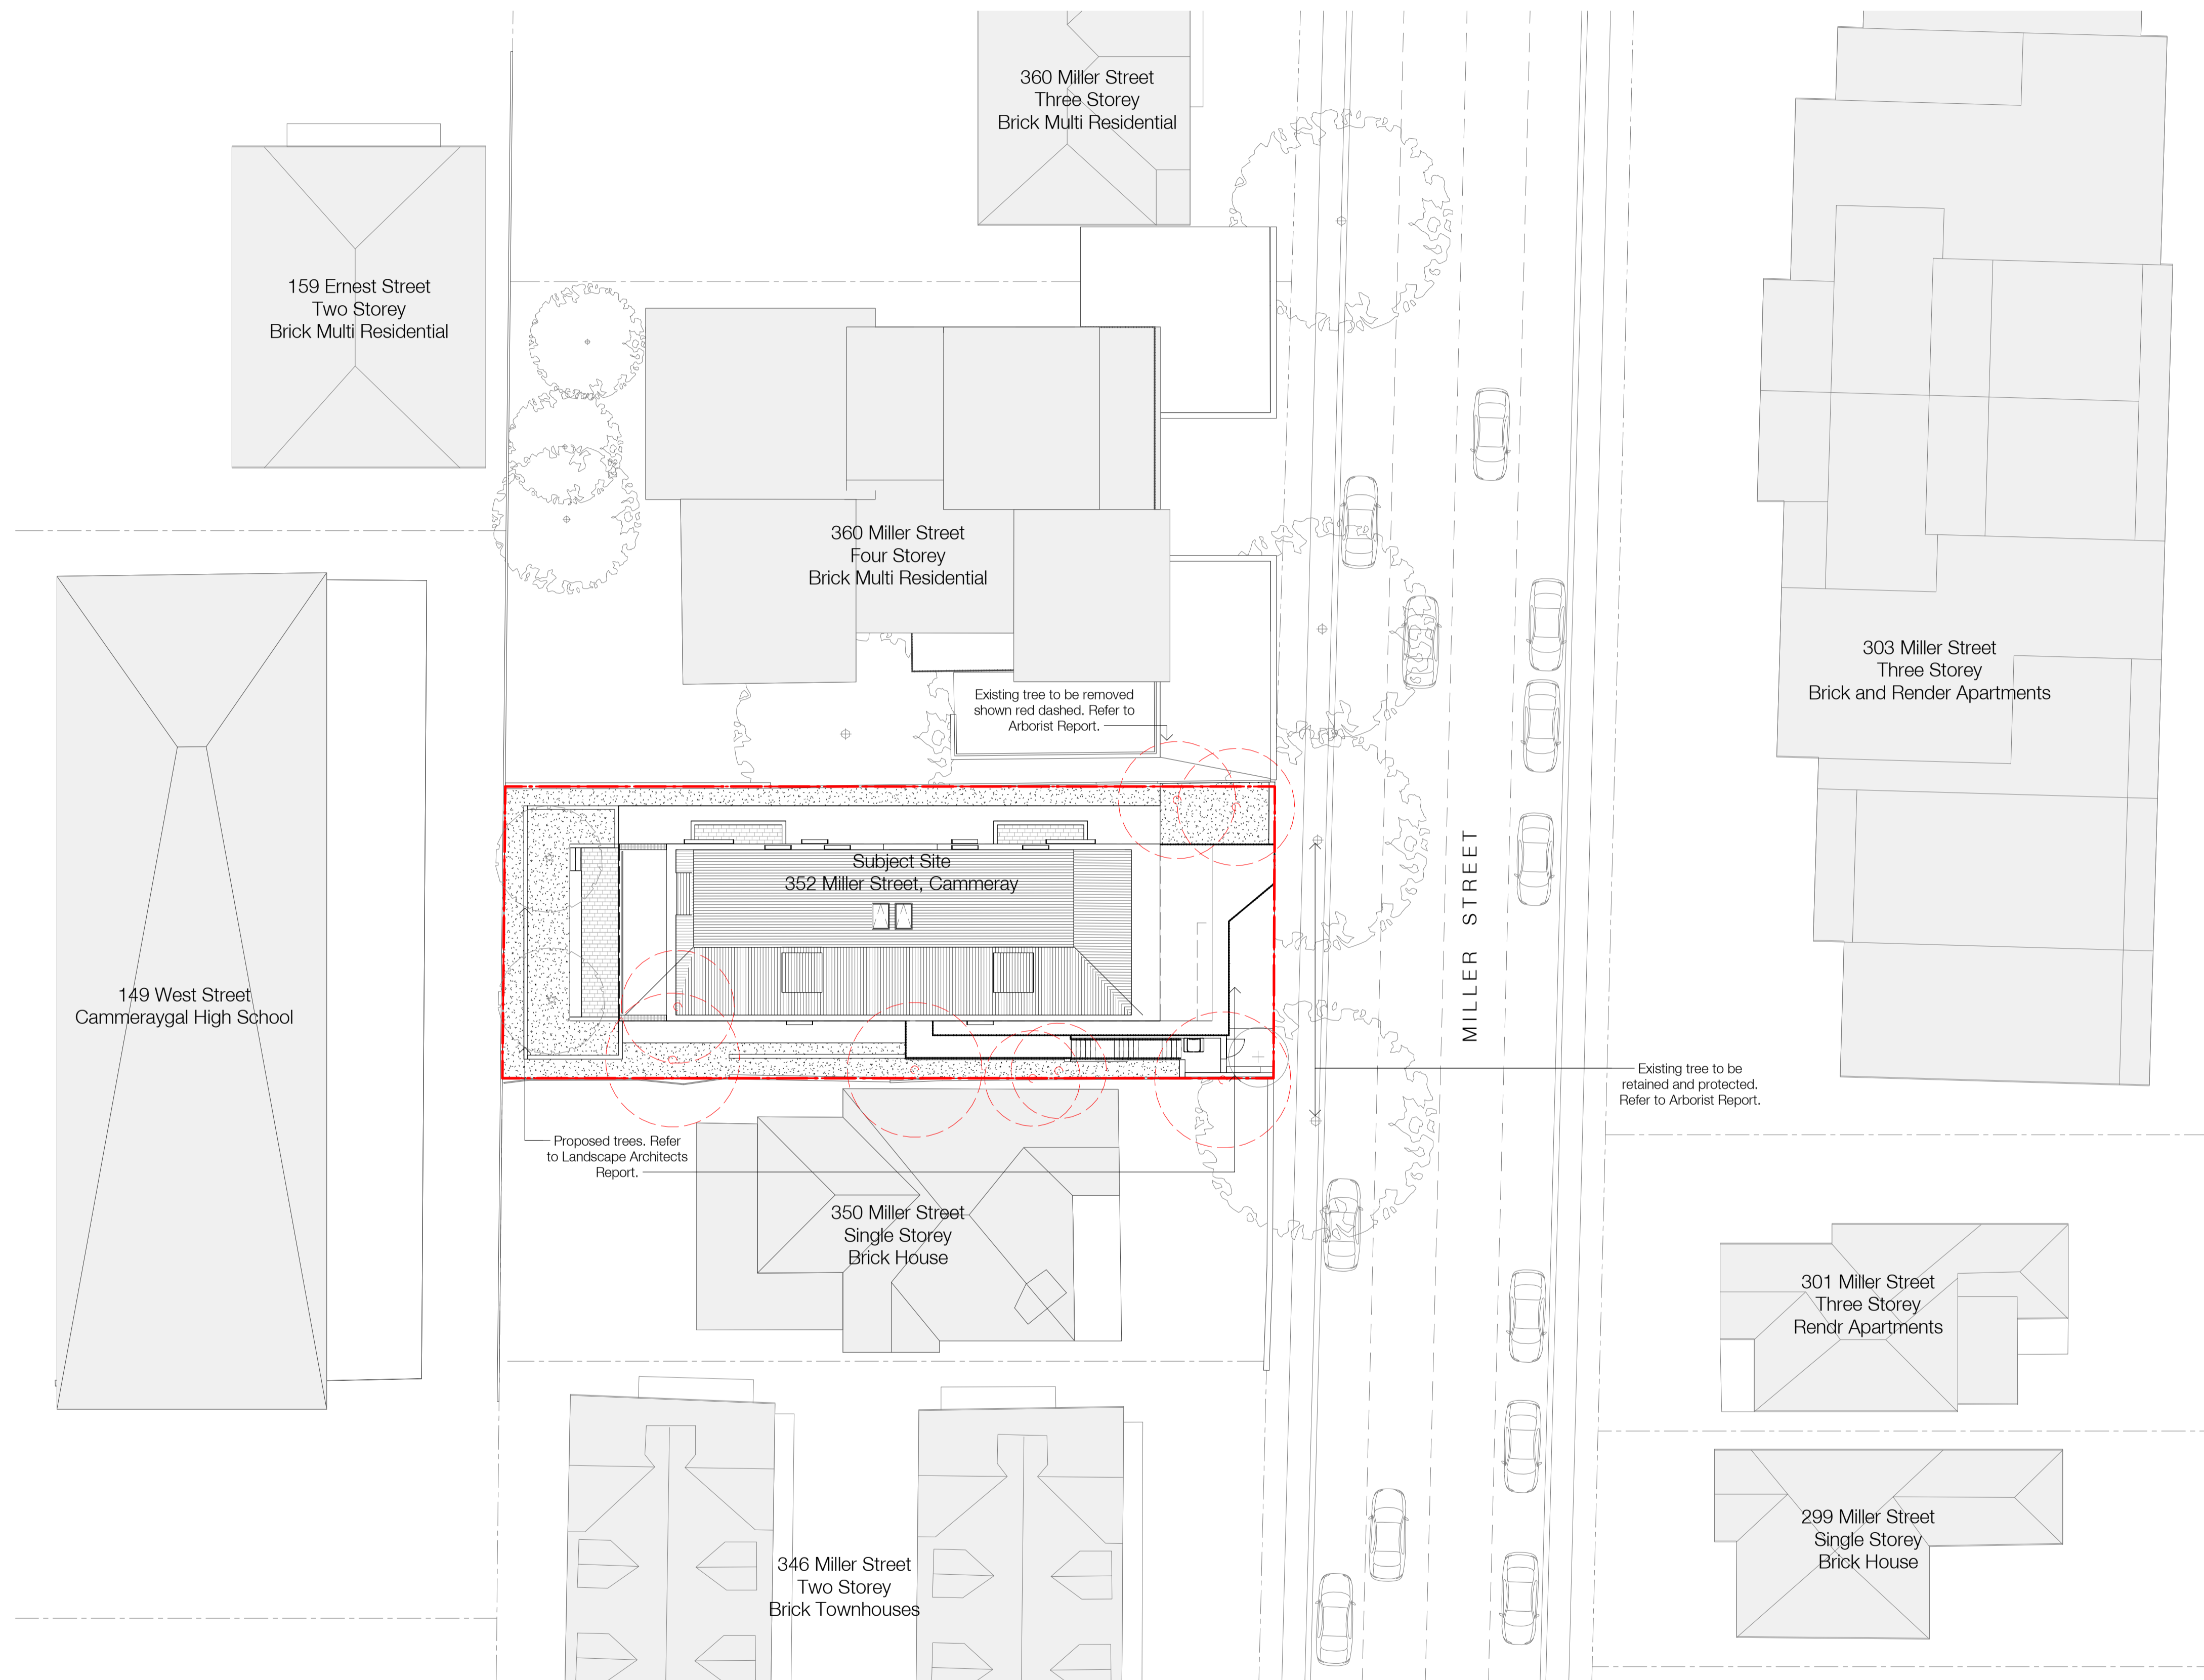 360 Miller Street
Three Storey
Brick Multi Residential
159 Ernest Street
Two Storey
Brick Multi Residential
360 Miller Street
Four Storey
Brick Multi Residential
303 Miller Street
Three Storey
Brick and Render Apartments
Existing tree to be removed
shown red dashed. Refer to
Arborist Report.
Subject Site
352 Miller Street, Cammeray
MILLER STREET
149 West Street
Cammeraygal High School
Existing tree to be
retained and protected.
Refer to Arborist Report.
Proposed trees. Refer
to Landscape Architects
Report.
350 Miller Street
Single Storey
Brick House
301 Miller Street
Three Storey
Rendr Apartments
299 Miller Street
Single Storey
Brick House
346 Miller Street
Two Storey
Brick Townhouses